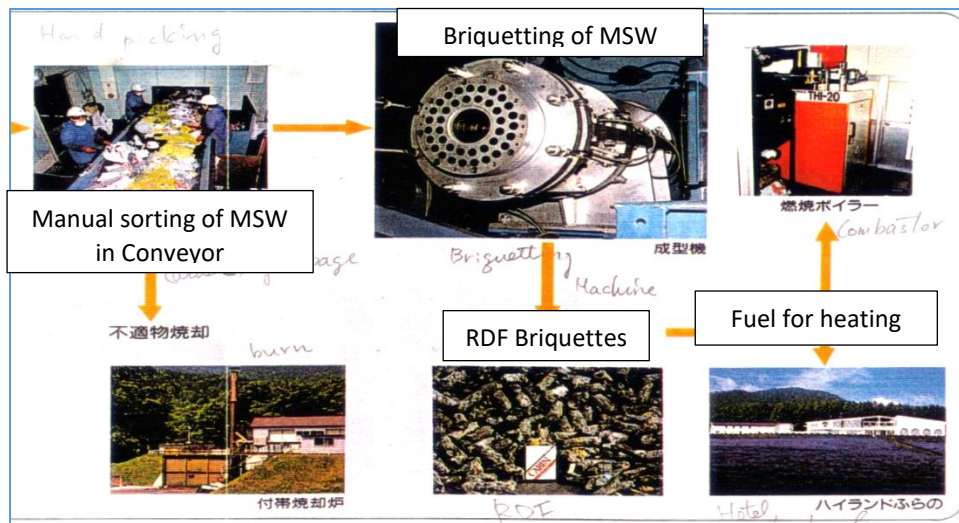 Hand picking
Briquetting of MSW
THI-20
Manual sorting of MSW
in Conveyor
燃焼ボイラー
Combustor
成型機
Briquetting
Machine
不適物焼却
burn
RDF Briquettes
Fuel for heating
CABIN
付帯焼却炉
RDF
Hotel
ハイランドふらの